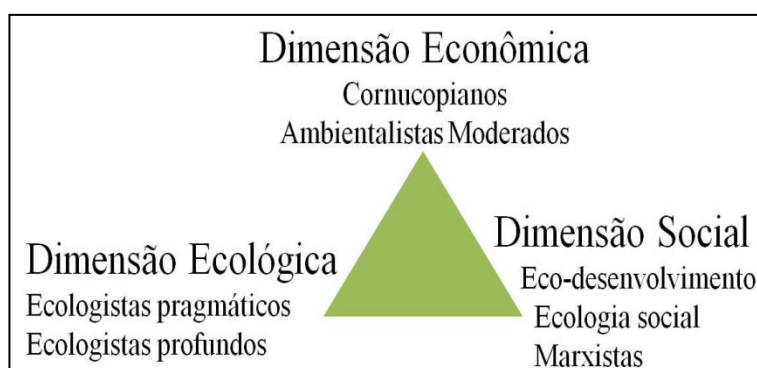 Dimensão Econômica
Cornucopianos
Ambientalistas Moderados
Dimensão Ecológica
Ecologistas pragmáticos
Ecologistas profundos
Dimensão Social
Eco-desenvolvimento
Ecologia social
Marxistas